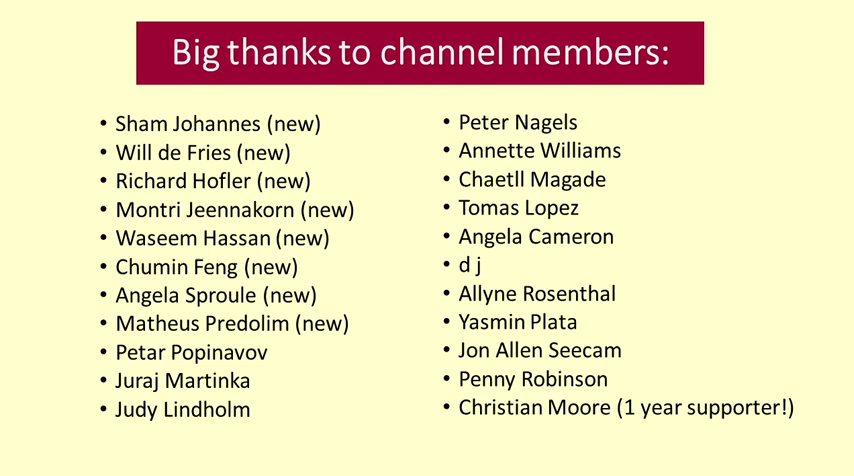 Big thanks to channel members:
• Sham Johannes (new)
• Will de Fries (new)
• Richard Hofler (new)
• Montri Jeennakorn (new)
• Waseem Hassan (new)
• Chumin Feng (new)
• Angela Sproule (new)
• Matheus Predolim (new)
• Petar Popinavov
• Juraj Martinka
• Judy Lindholm
• Peter Nagels
• Annette Williams
• Chaetll Magade
• Tomas Lopez
• Angela Cameron
• d j
• Allyne Rosenthal
• Yasmin Plata
• Jon Allen Seecam
• Penny Robinson
• Christian Moore (1 year supporter!)